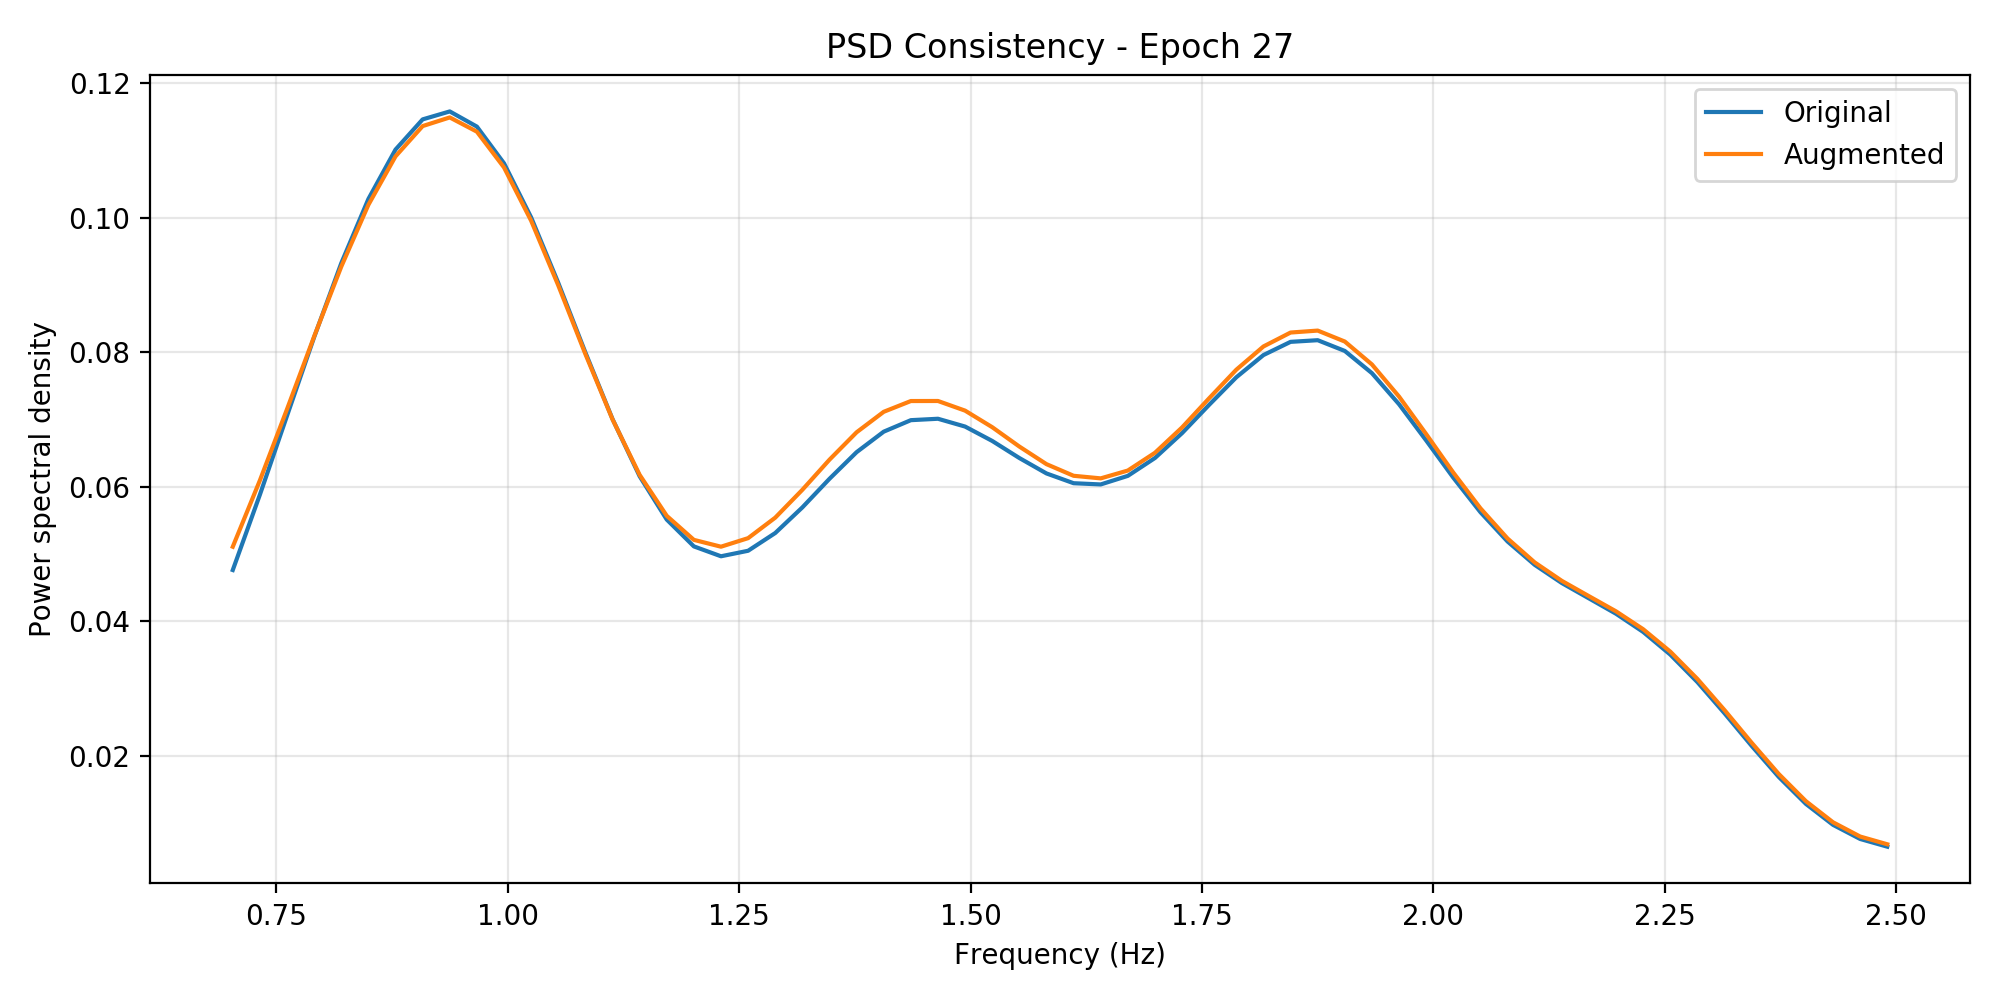 PSD Consistency - Epoch 27
Original
Augmented
Power spectral density
0.12
0.10
0.08
0.06
0.04
0.02
0.75 1.00 1.25 1.50 1.75 2.00 2.25 2.50
Frequency (Hz)